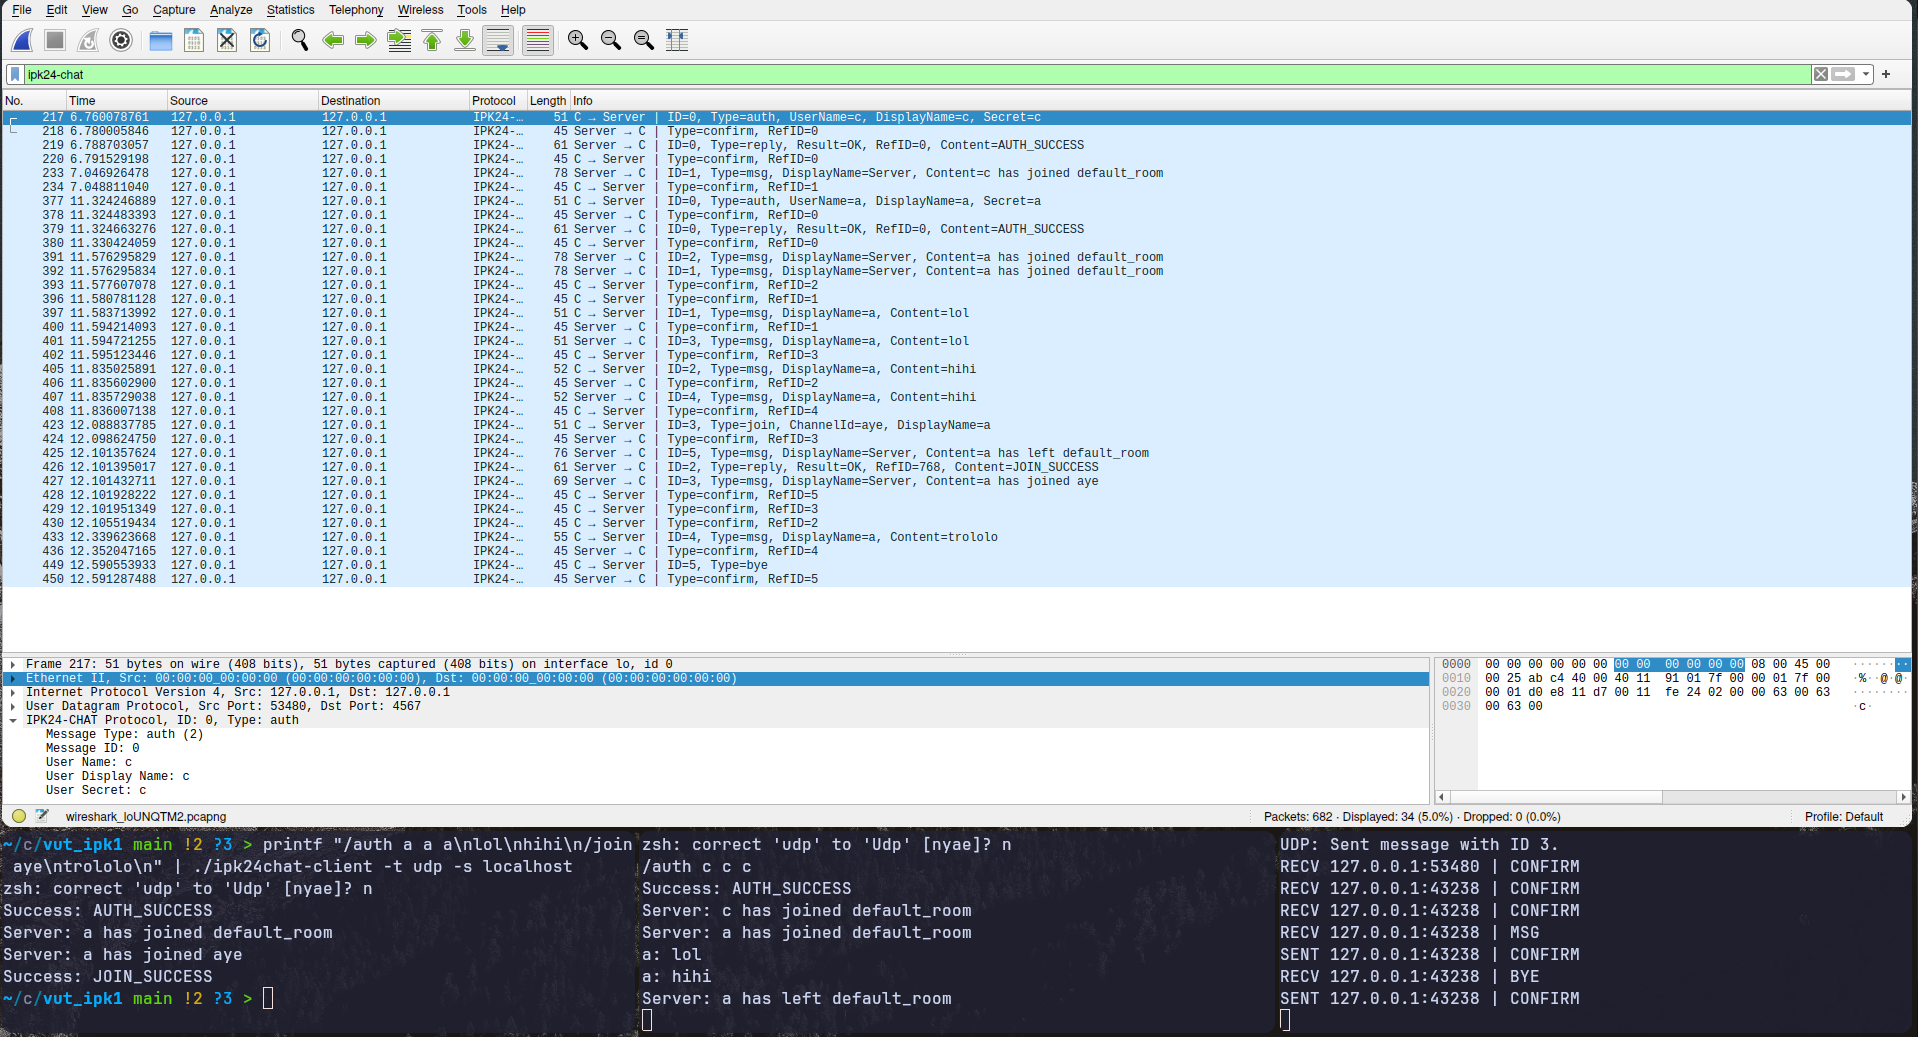 File Edit View Go Capture Analyze Statistics Telephony Wireless Tools Help
ipk24-chat
No. Time Source Destination Protocol Length Info
217 6.760078761 127.0.0.1 127.0.0.1 IPK24-… 51 C → Server | ID=0, Type=auth, UserName=c, DisplayName=c, Secret=c
218 6.780005846 127.0.0.1 127.0.0.1 IPK24-… 45 Server → C | Type=confirm, RefID=0
219 6.788703057 127.0.0.1 127.0.0.1 IPK24-… 61 Server → C | ID=0, Type=reply, Result=OK, RefID=0, Content=AUTH_SUCCESS
220 6.791529198 127.0.0.1 127.0.0.1 IPK24-… 45 C → Server | Type=confirm, RefID=0
233 7.046926478 127.0.0.1 127.0.0.1 IPK24-… 78 Server → C | ID=1, Type=msg, DisplayName=Server, Content=c has joined default_room
234 7.048811040 127.0.0.1 127.0.0.1 IPK24-… 45 C → Server | Type=confirm, RefID=1
377 11.324246889 127.0.0.1 127.0.0.1 IPK24-… 51 C → Server | ID=0, Type=auth, UserName=a, DisplayName=a, Secret=a
378 11.324483393 127.0.0.1 127.0.0.1 IPK24-… 45 Server → C | Type=confirm, RefID=0
379 11.324663276 127.0.0.1 127.0.0.1 IPK24-… 61 Server → C | ID=0, Type=reply, Result=OK, RefID=0, Content=AUTH_SUCCESS
380 11.330424059 127.0.0.1 127.0.0.1 IPK24-… 45 C → Server | Type=confirm, RefID=0
391 11.576295829 127.0.0.1 127.0.0.1 IPK24-… 78 Server → C | ID=2, Type=msg, DisplayName=Server, Content=a has joined default_room
392 11.576295834 127.0.0.1 127.0.0.1 IPK24-… 78 Server → C | ID=1, Type=msg, DisplayName=Server, Content=a has joined default_room
393 11.577607078 127.0.0.1 127.0.0.1 IPK24-… 45 C → Server | Type=confirm, RefID=2
396 11.580781128 127.0.0.1 127.0.0.1 IPK24-… 45 C → Server | Type=confirm, RefID=1
397 11.583713992 127.0.0.1 127.0.0.1 IPK24-… 51 C → Server | ID=1, Type=msg, DisplayName=a, Content=lol
400 11.594214093 127.0.0.1 127.0.0.1 IPK24-… 45 Server → C | Type=confirm, RefID=1
401 11.594721255 127.0.0.1 127.0.0.1 IPK24-… 51 Server → C | ID=3, Type=msg, DisplayName=a, Content=lol
402 11.595123446 127.0.0.1 127.0.0.1 IPK24-… 45 C → Server | Type=confirm, RefID=3
405 11.835025891 127.0.0.1 127.0.0.1 IPK24-… 52 C → Server | ID=2, Type=msg, DisplayName=a, Content=hihi
406 11.835602900 127.0.0.1 127.0.0.1 IPK24-… 45 Server → C | Type=confirm, RefID=2
407 11.835729038 127.0.0.1 127.0.0.1 IPK24-… 52 Server → C | ID=4, Type=msg, DisplayName=a, Content=hihi
408 11.836007138 127.0.0.1 127.0.0.1 IPK24-… 45 C → Server | Type=confirm, RefID=4
423 12.088837785 127.0.0.1 127.0.0.1 IPK24-… 51 C → Server | ID=3, Type=join, ChannelId=aye, DisplayName=a
424 12.098624750 127.0.0.1 127.0.0.1 IPK24-… 45 Server → C | Type=confirm, RefID=3
425 12.101357624 127.0.0.1 127.0.0.1 IPK24-… 76 Server → C | ID=5, Type=msg, DisplayName=Server, Content=a has left default_room
426 12.101395017 127.0.0.1 127.0.0.1 IPK24-… 61 Server → C | ID=2, Type=reply, Result=OK, RefID=768, Content=JOIN_SUCCESS
427 12.101432711 127.0.0.1 127.0.0.1 IPK24-… 69 Server → C | ID=3, Type=msg, DisplayName=Server, Content=a has joined aye
428 12.101928222 127.0.0.1 127.0.0.1 IPK24-… 45 C → Server | Type=confirm, RefID=5
429 12.101951349 127.0.0.1 127.0.0.1 IPK24-… 45 C → Server | Type=confirm, RefID=3
430 12.105519434 127.0.0.1 127.0.0.1 IPK24-… 45 C → Server | Type=confirm, RefID=2
433 12.339623668 127.0.0.1 127.0.0.1 IPK24-… 55 C → Server | ID=4, Type=msg, DisplayName=a, Content=trololo
436 12.352047165 127.0.0.1 127.0.0.1 IPK24-… 45 Server → C | Type=confirm, RefID=4
449 12.590553933 127.0.0.1 127.0.0.1 IPK24-… 45 C → Server | ID=5, Type=bye
450 12.591287488 127.0.0.1 127.0.0.1 IPK24-… 45 Server → C | Type=confirm, RefID=5
Frame 217: 51 bytes on wire (408 bits), 51 bytes captured (408 bits) on interface lo, id 0
Ethernet II, Src: 00:00:00_00:00:00 (00:00:00:00:00:00), Dst: 00:00:00_00:00:00 (00:00:00:00:00:00)
Internet Protocol Version 4, Src: 127.0.0.1, Dst: 127.0.0.1
User Datagram Protocol, Src Port: 53480, Dst Port: 4567
IPK24-CHAT Protocol, ID: 0, Type: auth
Message Type: auth (2)
Message ID: 0
User Name: c
User Display Name: c
User Secret: c
0000 00 00 00 00 00 00 00 00 00 00 00 00 08 00 45 00 ········ ··
0010 00 25 ab c4 40 00 40 11 91 01 7f 00 00 01 7f 00 ·%··@·@·
0020 00 01 d0 e8 11 d7 00 11 fe 24 02 00 00 63 00 63 ········
0030 00 63 00 ·c·
wireshark_loUNQTM2.pcapng
Packets: 682 · Displayed: 34 (5.0%) · Dropped: 0 (0.0%)
Profile: Default
~/c/vut_ipk1 main !2 ?3 > printf "/auth a a a\nlol\nhihi\n/join
aye\ntrololo\n" | ./ipk24chat-client -t udp -s localhost
zsh: correct 'udp' to 'Udp' [nyae]? n
Success: AUTH_SUCCESS
Server: a has joined default_room
Server: a has joined aye
Success: JOIN_SUCCESS
~/c/vut_ipk1 main !2 ?3 >
zsh: correct 'udp' to 'Udp' [nyae]? n
/auth c c c
Success: AUTH_SUCCESS
Server: c has joined default_room
Server: a has joined default_room
a: lol
a: hihi
Server: a has left default_room
UDP: Sent message with ID 3.
RECV 127.0.0.1:53480 | CONFIRM
RECV 127.0.0.1:43238 | CONFIRM
RECV 127.0.0.1:43238 | CONFIRM
RECV 127.0.0.1:43238 | MSG
SENT 127.0.0.1:43238 | CONFIRM
RECV 127.0.0.1:43238 | BYE
SENT 127.0.0.1:43238 | CONFIRM